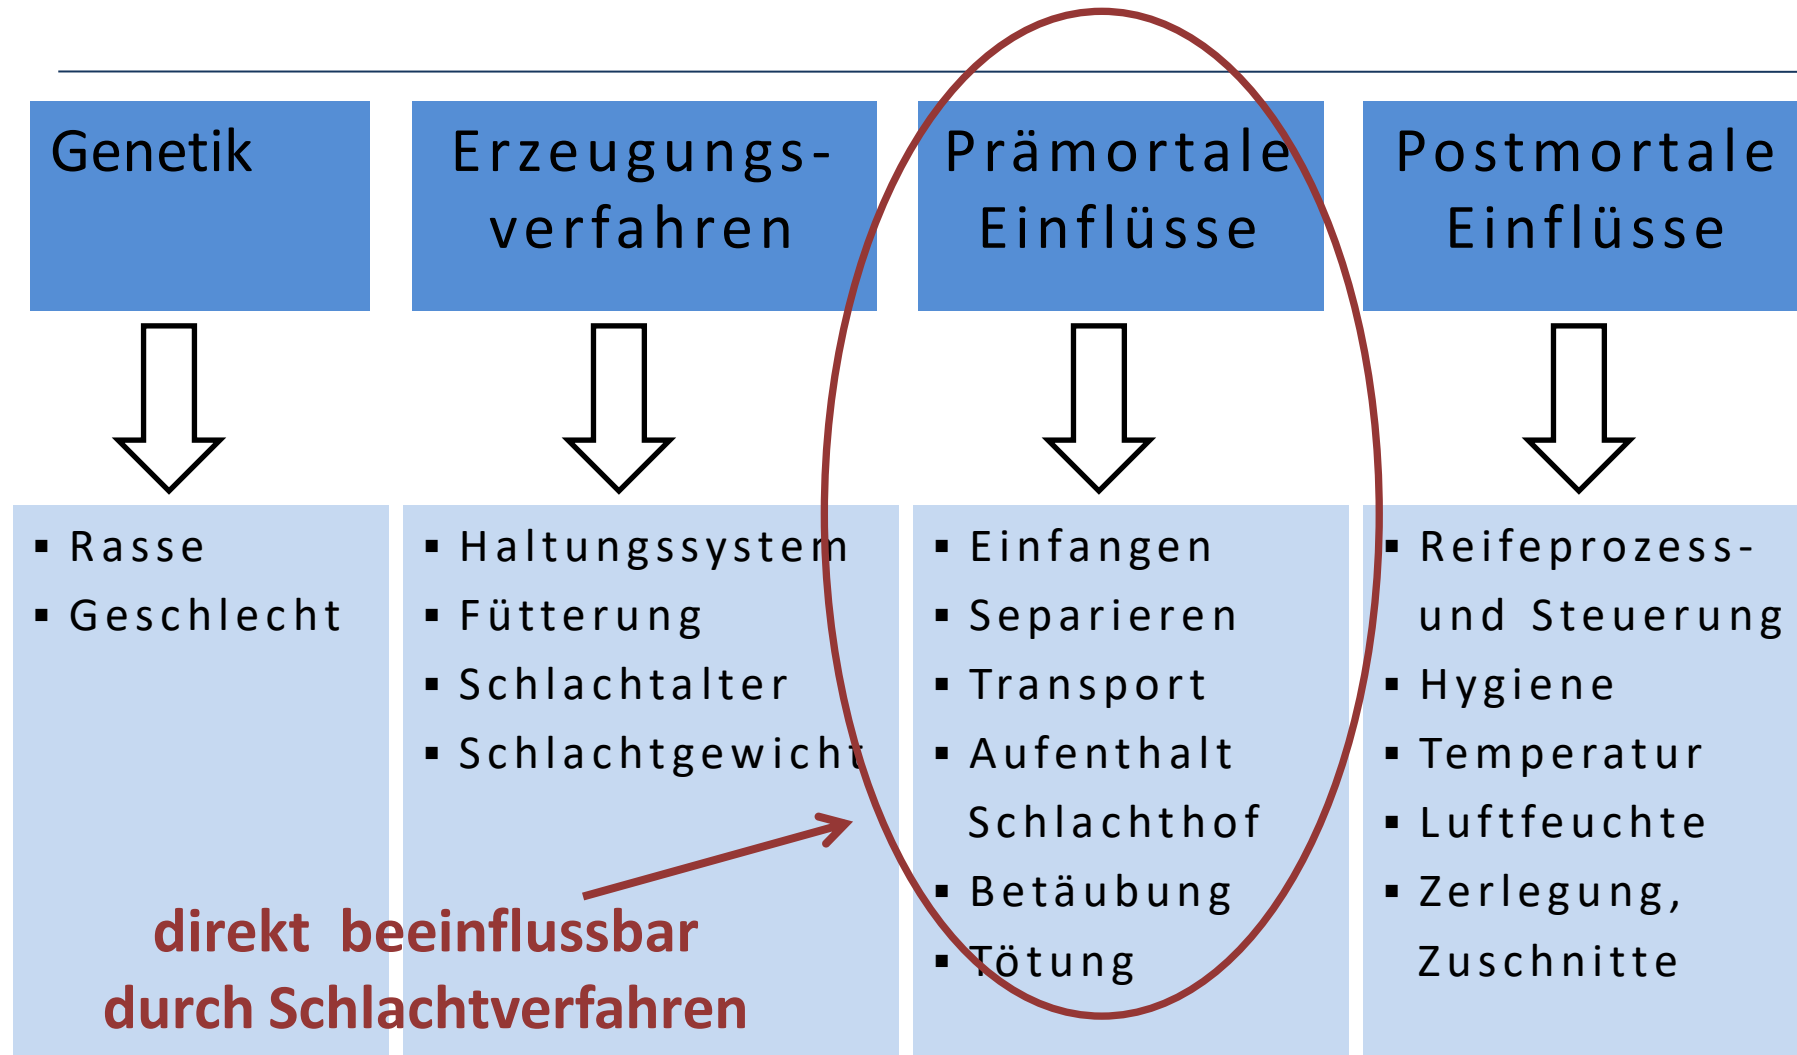 Genetik
Erzeugungs-
verfahren
Prämortale
Einflüsse
Postmortale
Einflüsse
▪ Rasse
▪ Geschlecht
▪ Haltungssystem
▪ Fütterung
▪ Schlachtalter
▪ Schlachtgewicht
▪ Einfangen
▪ Separieren
▪ Transport
▪ Aufenthalt
Schlachthof
▪ Betäubung
▪ Tötung
▪ Reifeprozess-
und Steuerung
▪ Hygiene
▪ Temperatur
▪ Luftfeuchte
▪ Zerlegung,
Zuschnitte
direkt beeinflussbar
durch Schlachtverfahren